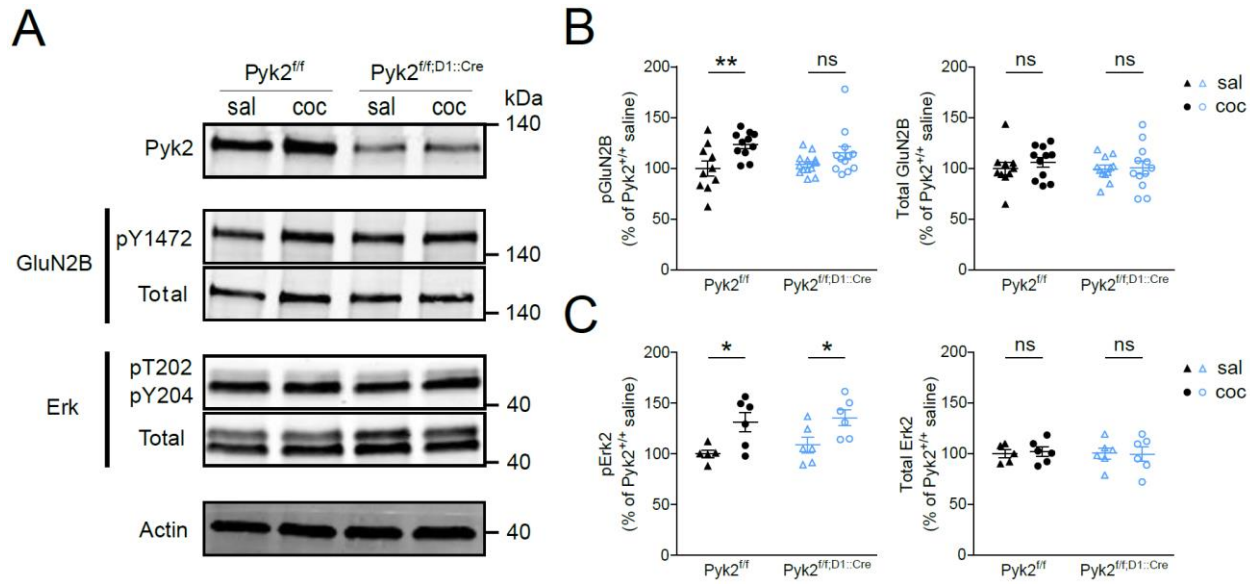 A
Pyk2f/f
Pyk2f/f;D1::Cre
sal coc sal coc kDa
Pyk2
140
GluN2B
pY1472
140
Total
140
Erk
pT202
pY204
40
Total
40
Actin
40
B
pGluN2B
(% of Pyk2+/+ saline)
200
150
100
50
0
**
ns
Pyk2f/f
Pyk2f/f;D1::Cre
Total GluN2B
(% of Pyk2+/+ saline)
200
150
100
50
0
ns
ns
Pyk2f/f
Pyk2f/f;D1::Cre
sal
coc
C
pErk2
(% of Pyk2+/+ saline)
200
150
100
50
0
*
*
Pyk2f/f
Pyk2f/f;D1::Cre
Total Erk2
(% of Pyk2+/+ saline)
200
150
100
50
0
ns
ns
Pyk2f/f
Pyk2f/f;D1::Cre
sal
coc